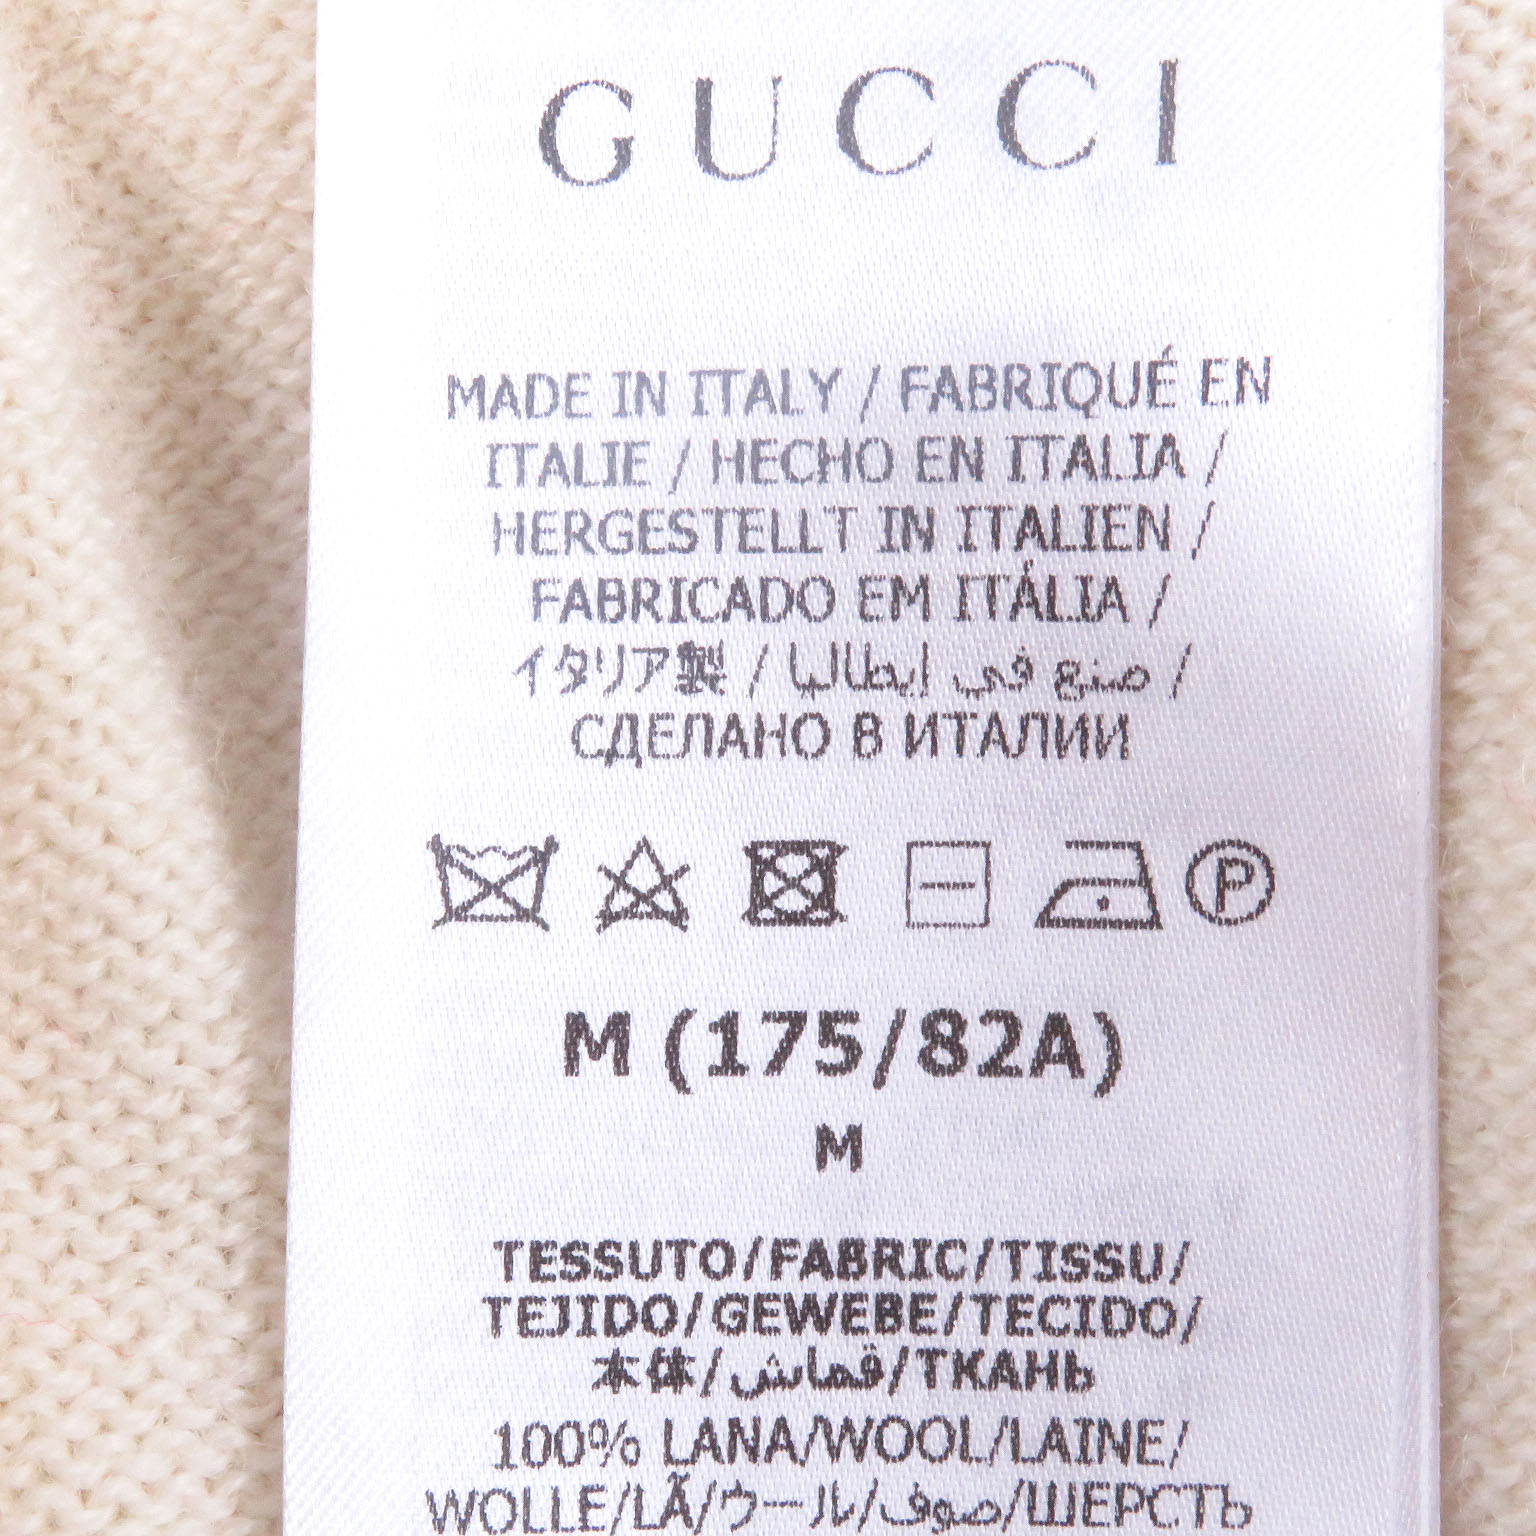 GUCCI
MADE IN ITALY / FABRIQUÉ EN
ITALIE / HECHO EN ITALIA /
HERGESTELLT IN ITALIEN /
FABRICADO EM ITÁLIA /
イタリア製 / صنع في إيطاليا /
СДЕЛАНО В ИТАЛИИ
P
M (175/82A)
M
TESSUTO/FABRIC/TISSU/
TEJIDO/GEWEBE/TECIDO/
本体/قماش/ТКАНЬ
100% LANA/WOOL/LAINE/
WOLLE/LÃ/ウール/صوف/ШЕРСТЬ